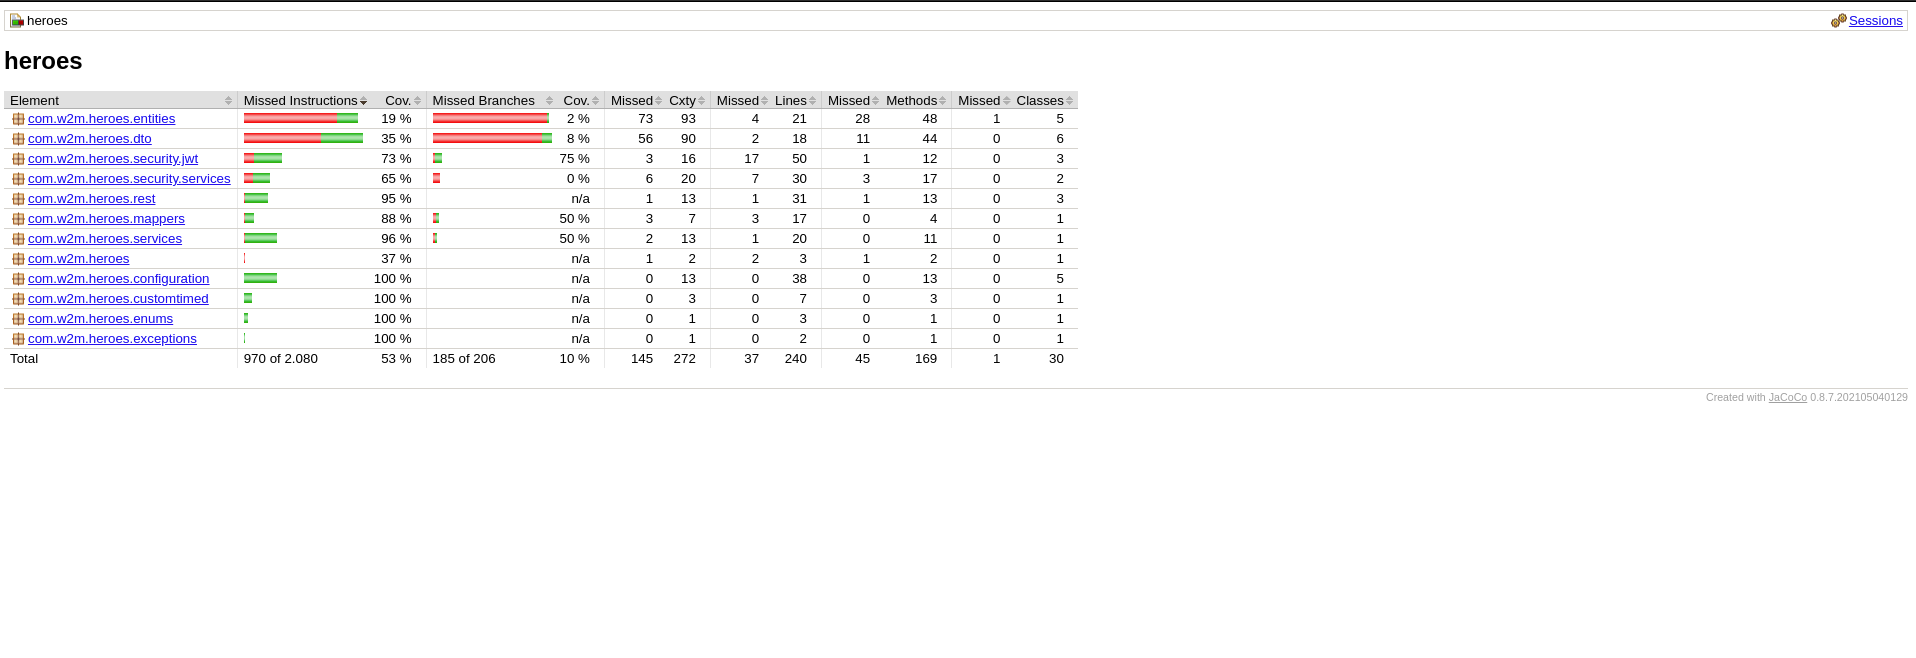 heroes Sessions
heroes
Element Missed Instructions Cov. Missed Branches Cov. Missed Cxty Missed Lines Missed Methods Missed Classes
com.w2m.heroes.entities 19 % 2 % 73 93 4 21 28 48 1 5
com.w2m.heroes.dto 35 % 8 % 56 90 2 18 11 44 0 6
com.w2m.heroes.security.jwt 73 % 75 % 3 16 17 50 1 12 0 3
com.w2m.heroes.security.services 65 % 0 % 6 20 7 30 3 17 0 2
com.w2m.heroes.rest 95 % n/a 1 13 1 31 1 13 0 3
com.w2m.heroes.mappers 88 % 50 % 3 7 3 17 0 4 0 1
com.w2m.heroes.services 96 % 50 % 2 13 1 20 0 11 0 1
com.w2m.heroes 37 % n/a 1 2 2 3 1 2 0 1
com.w2m.heroes.configuration 100 % n/a 0 13 0 38 0 13 0 5
com.w2m.heroes.customtimed 100 % n/a 0 3 0 7 0 3 0 1
com.w2m.heroes.enums 100 % n/a 0 1 0 3 0 1 0 1
com.w2m.heroes.exceptions 100 % n/a 0 1 0 2 0 1 0 1
Total 970 of 2.080 53 % 185 of 206 10 % 145 272 37 240 45 169 1 30
Created with JaCoCo 0.8.7.202105040129